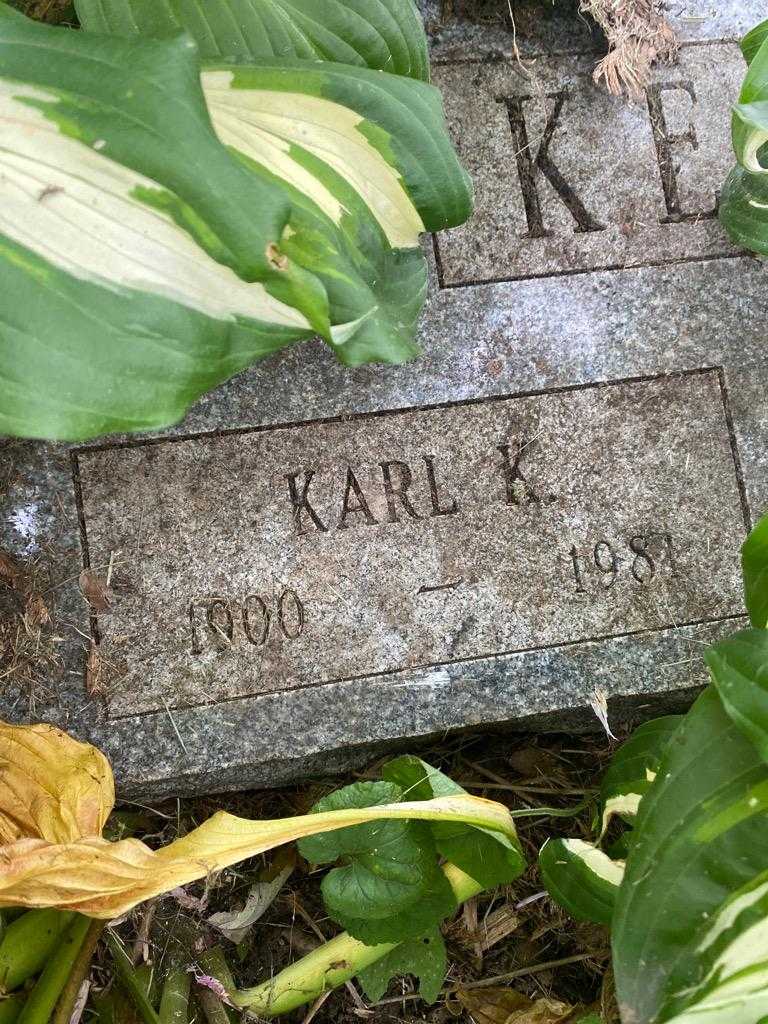 KE
KARL K.
1900 – 1981